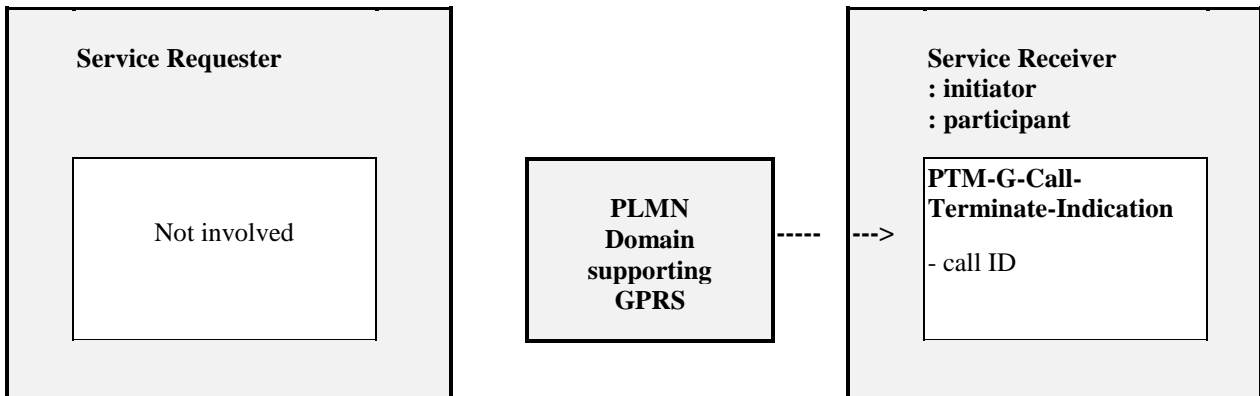 Service Requester
Not involved
PLMN
Domain
supporting
GPRS
----- --->
Service Receiver
: initiator
: participant
PTM-G-Call-
Terminate-Indication
- call ID